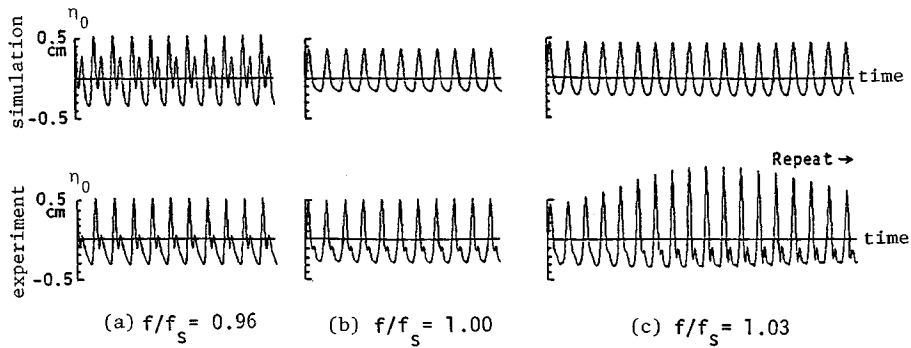 simulation
η0
0.5
cm
-0.5
time
experiment
η0
0.5
cm
-0.5
Repeat →
time
(a) f/fs = 0.96
(b) f/fs = 1.00
(c) f/fs = 1.03